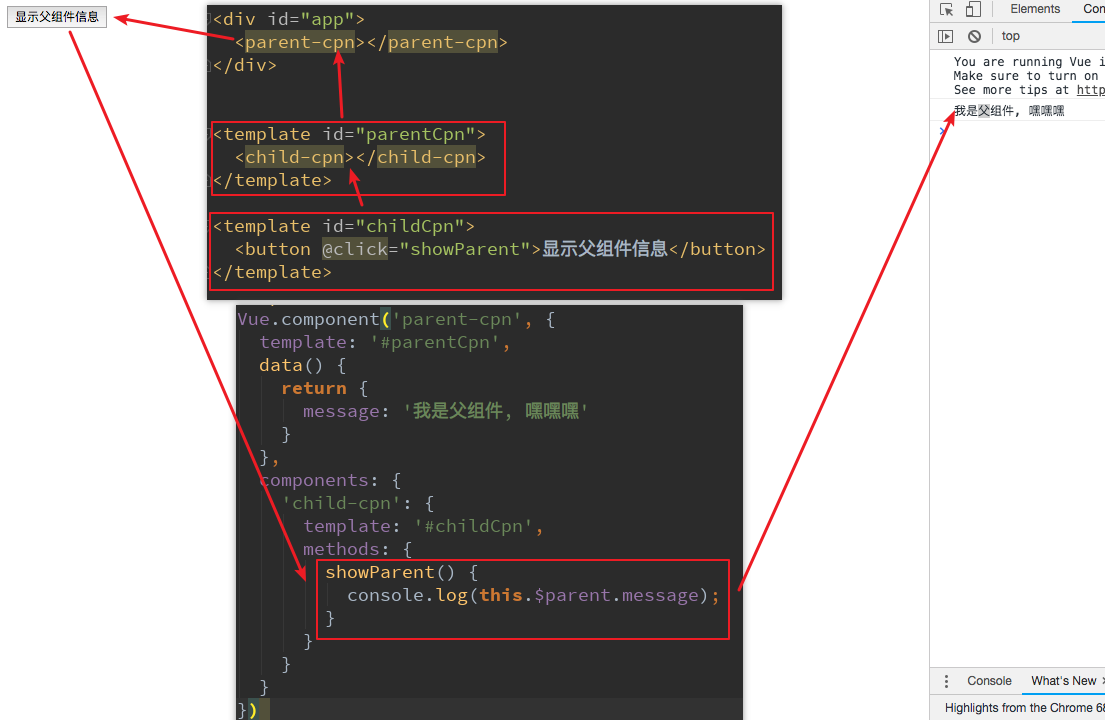 显示父组件信息
<div id="app">
<parent-cpn></parent-cpn>
</div>
<template id="parentCpn">
<child-cpn></child-cpn>
</template>
<template id="childCpn">
<button @click="showParent">显示父组件信息</button>
</template>
Vue.component('parent-cpn', {
template: '#parentCpn',
data() {
return {
message: '我是父组件, 嘿嘿嘿'
}
},
components: {
'child-cpn': {
template: '#childCpn',
methods: {
showParent() {
console.log(this.$parent.message);
}
}
}
}
})
Elements Con
top
You are running Vue i
Make sure to turn on
See more tips at http
我是父组件, 嘿嘿嘿
Console What's New
Highlights from the Chrome 68